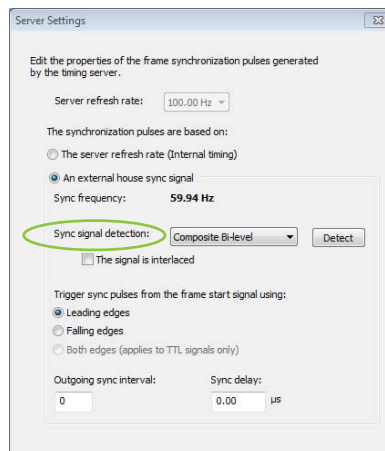 Server Settings
Edit the properties of the frame synchronization pulses generated
by the timing server.
Server refresh rate: 100.00 Hz
The synchronization pulses are based on:
The server refresh rate (Internal timing)
An external house sync signal
Sync frequency: 59.94 Hz
Sync signal detection: Composite Bi-level Detect
The signal is interlaced
Trigger sync pulses from the frame start signal using:
Leading edges
Falling edges
Both edges (applies to TTL signals only)
Outgoing sync interval: Sync delay:
0 0.00 µs